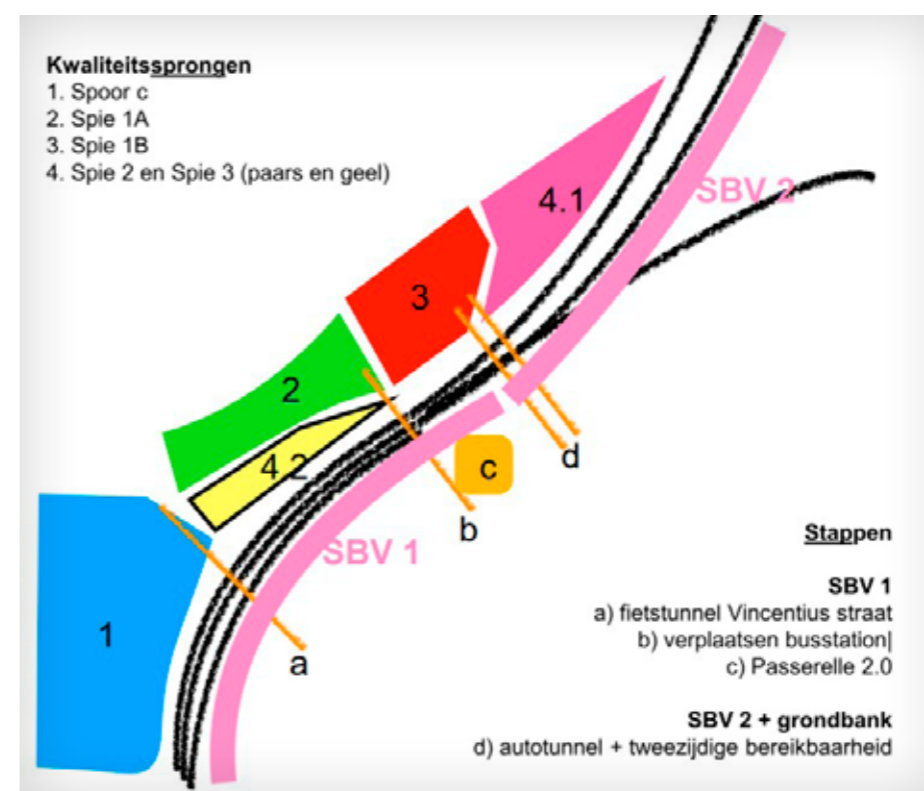 Kwaliteitssprongen
1. Spoor c
2. Spie 1A
3. Spie 1B
4. Spie 2 en Spie 3 (paars en geel)
4.1
SBV 2
3
2
4.2
c
d
b
SBV 1
1
a
Stappen
SBV 1
a) fietstunnel Vincentius straat
b) verplaatsen busstation|
c) Passerelle 2.0
SBV 2 + grondbank
d) autotunnel + tweezijdige bereikbaarheid